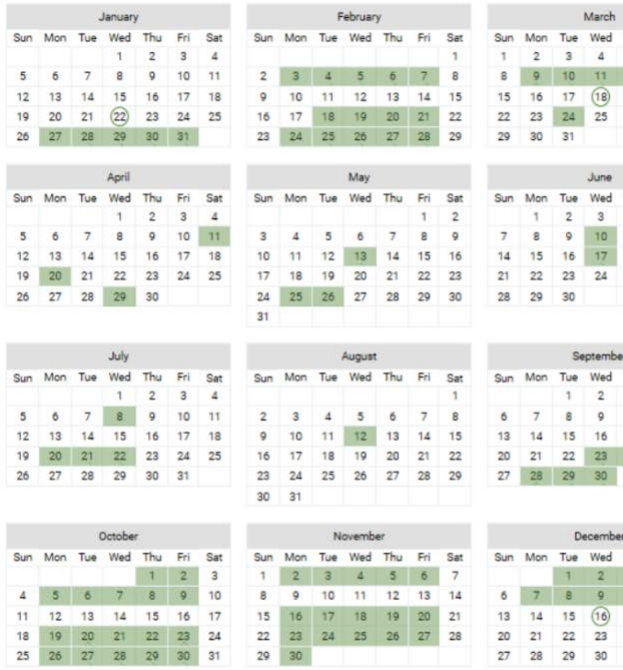 January February March
Sun Mon Tue Wed Thu Fri Sat Sun Mon Tue Wed Thu Fri Sat Sun Mon Tue Wed
1 2 3 4 1 1 2 3 4
5 6 7 8 9 10 11 2 3 4 5 6 7 8 8 9 10 11
12 13 14 15 16 17 18 9 10 11 12 13 14 15 15 16 17 18
19 20 21 22 23 24 25 16 17 18 19 20 21 22 22 23 24 25
26 27 28 29 30 31 23 24 25 26 27 28 29 29 30 31
April May June
Sun Mon Tue Wed Thu Fri Sat Sun Mon Tue Wed Thu Fri Sat Sun Mon Tue Wed
1 2 3 4 1 2 1 2 3
5 6 7 8 9 10 11 3 4 5 6 7 8 9 7 8 9 10
12 13 14 15 16 17 18 10 11 12 13 14 15 16 14 15 16 17
19 20 21 22 23 24 25 17 18 19 20 21 22 23 21 22 23 24
26 27 28 29 30 24 25 26 27 28 29 30 28 29 30
31
July August Septembe
Sun Mon Tue Wed Thu Fri Sat Sun Mon Tue Wed Thu Fri Sat Sun Mon Tue Wed
1 2 3 4 1 1 2
5 6 7 8 9 10 11 2 3 4 5 6 7 8 6 7 8 9
12 13 14 15 16 17 18 9 10 11 12 13 14 15 13 14 15 16
19 20 21 22 23 24 25 16 17 18 19 20 21 22 20 21 22 23
26 27 28 29 30 31 23 24 25 26 27 28 29 27 28 29 30
30 31
October November December
Sun Mon Tue Wed Thu Fri Sat Sun Mon Tue Wed Thu Fri Sat Sun Mon Tue Wed
1 2 3 1 2 3 4 5 6 7 1 2
4 5 6 7 8 9 10 8 9 10 11 12 13 14 6 7 8 9
11 12 13 14 15 16 17 15 16 17 18 19 20 21 13 14 15 16
18 19 20 21 22 23 24 22 23 24 25 26 27 28 20 21 22 23
25 26 27 28 29 30 31 29 30 27 28 29 30